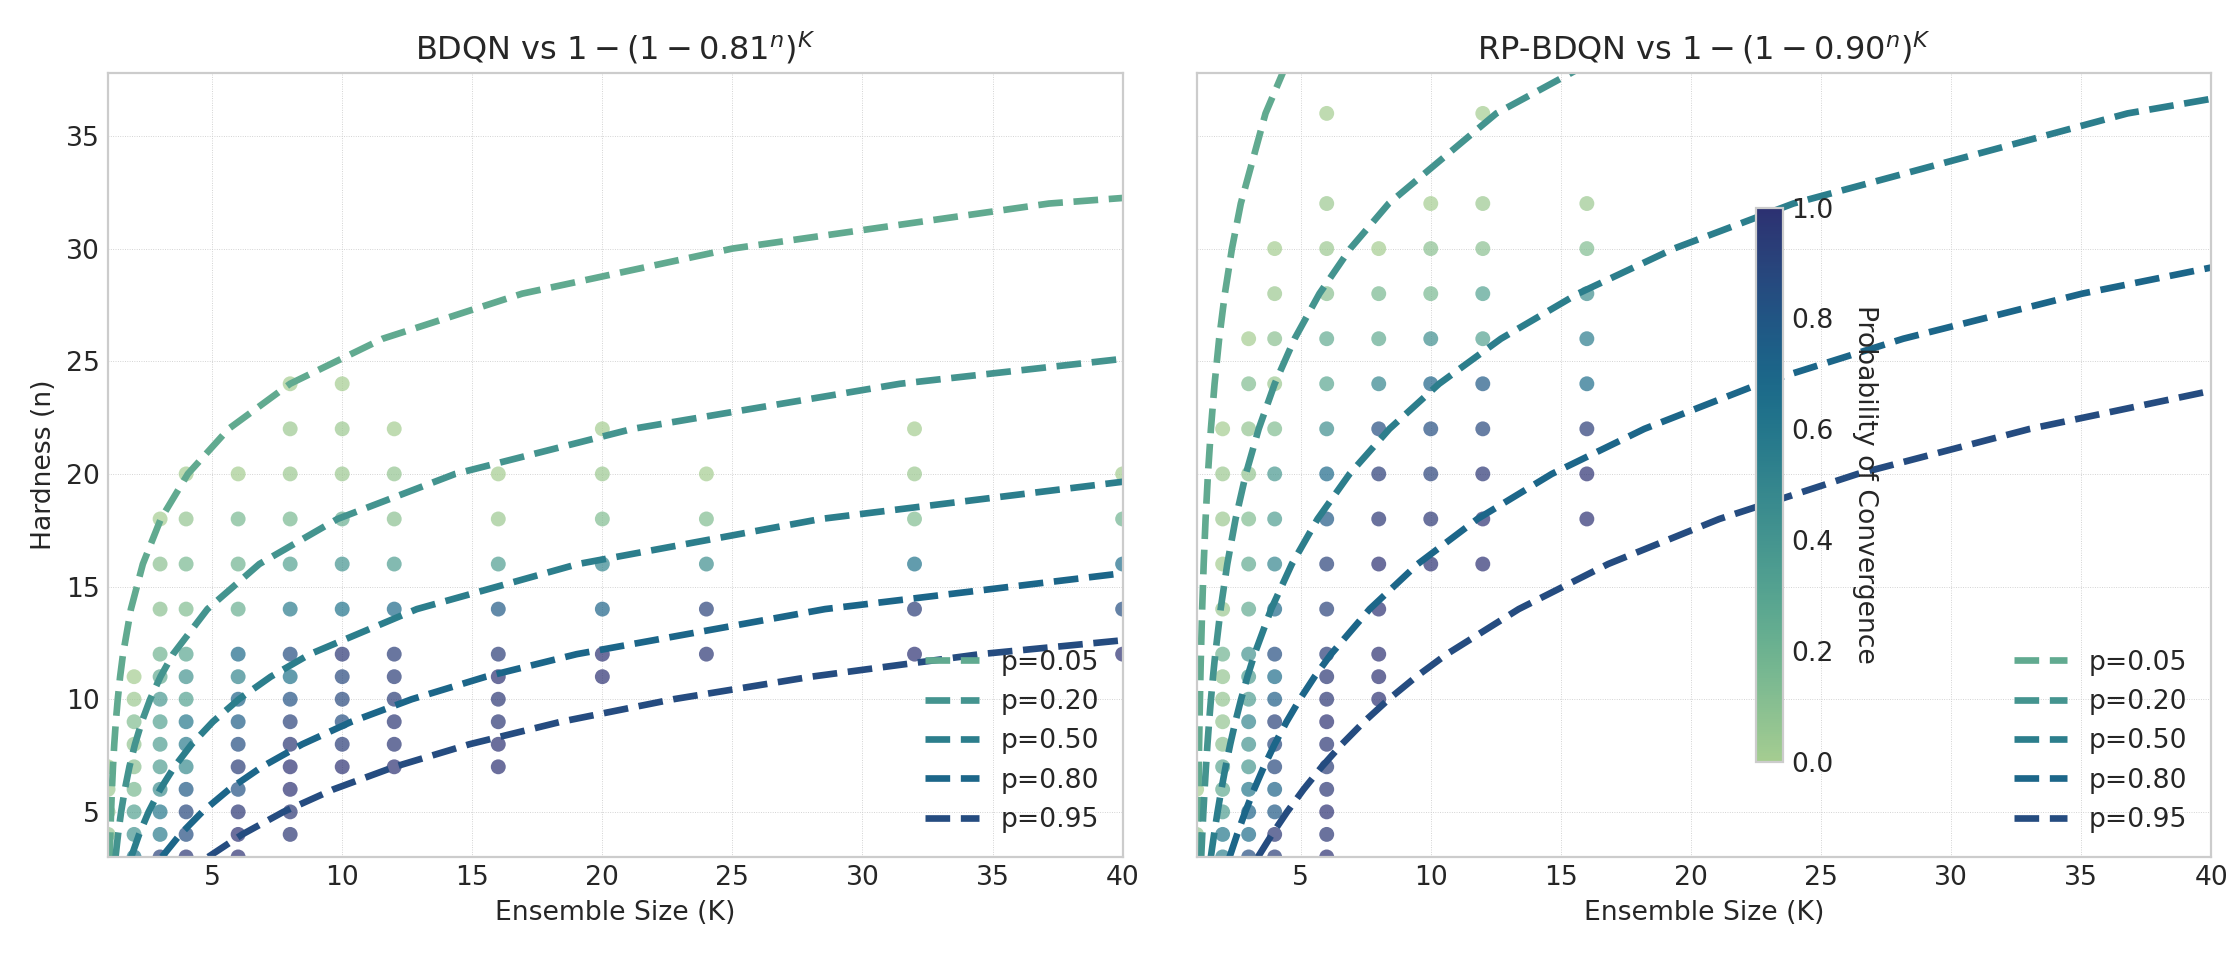 BDQN vs 1 − (1 − 0.81ⁿ)ᴷ
RP-BDQN vs 1 − (1 − 0.90ⁿ)ᴷ
Hardness (n)
35
30
25
20
15
10
5
5 10 15 20 25 30 35 40
Ensemble Size (K)
p=0.05
p=0.20
p=0.50
p=0.80
p=0.95
1.0
0.8
0.6
0.4
0.2
0.0
Probability of Convergence
p=0.05
p=0.20
p=0.50
p=0.80
p=0.95
5 10 15 20 25 30 35 40
Ensemble Size (K)